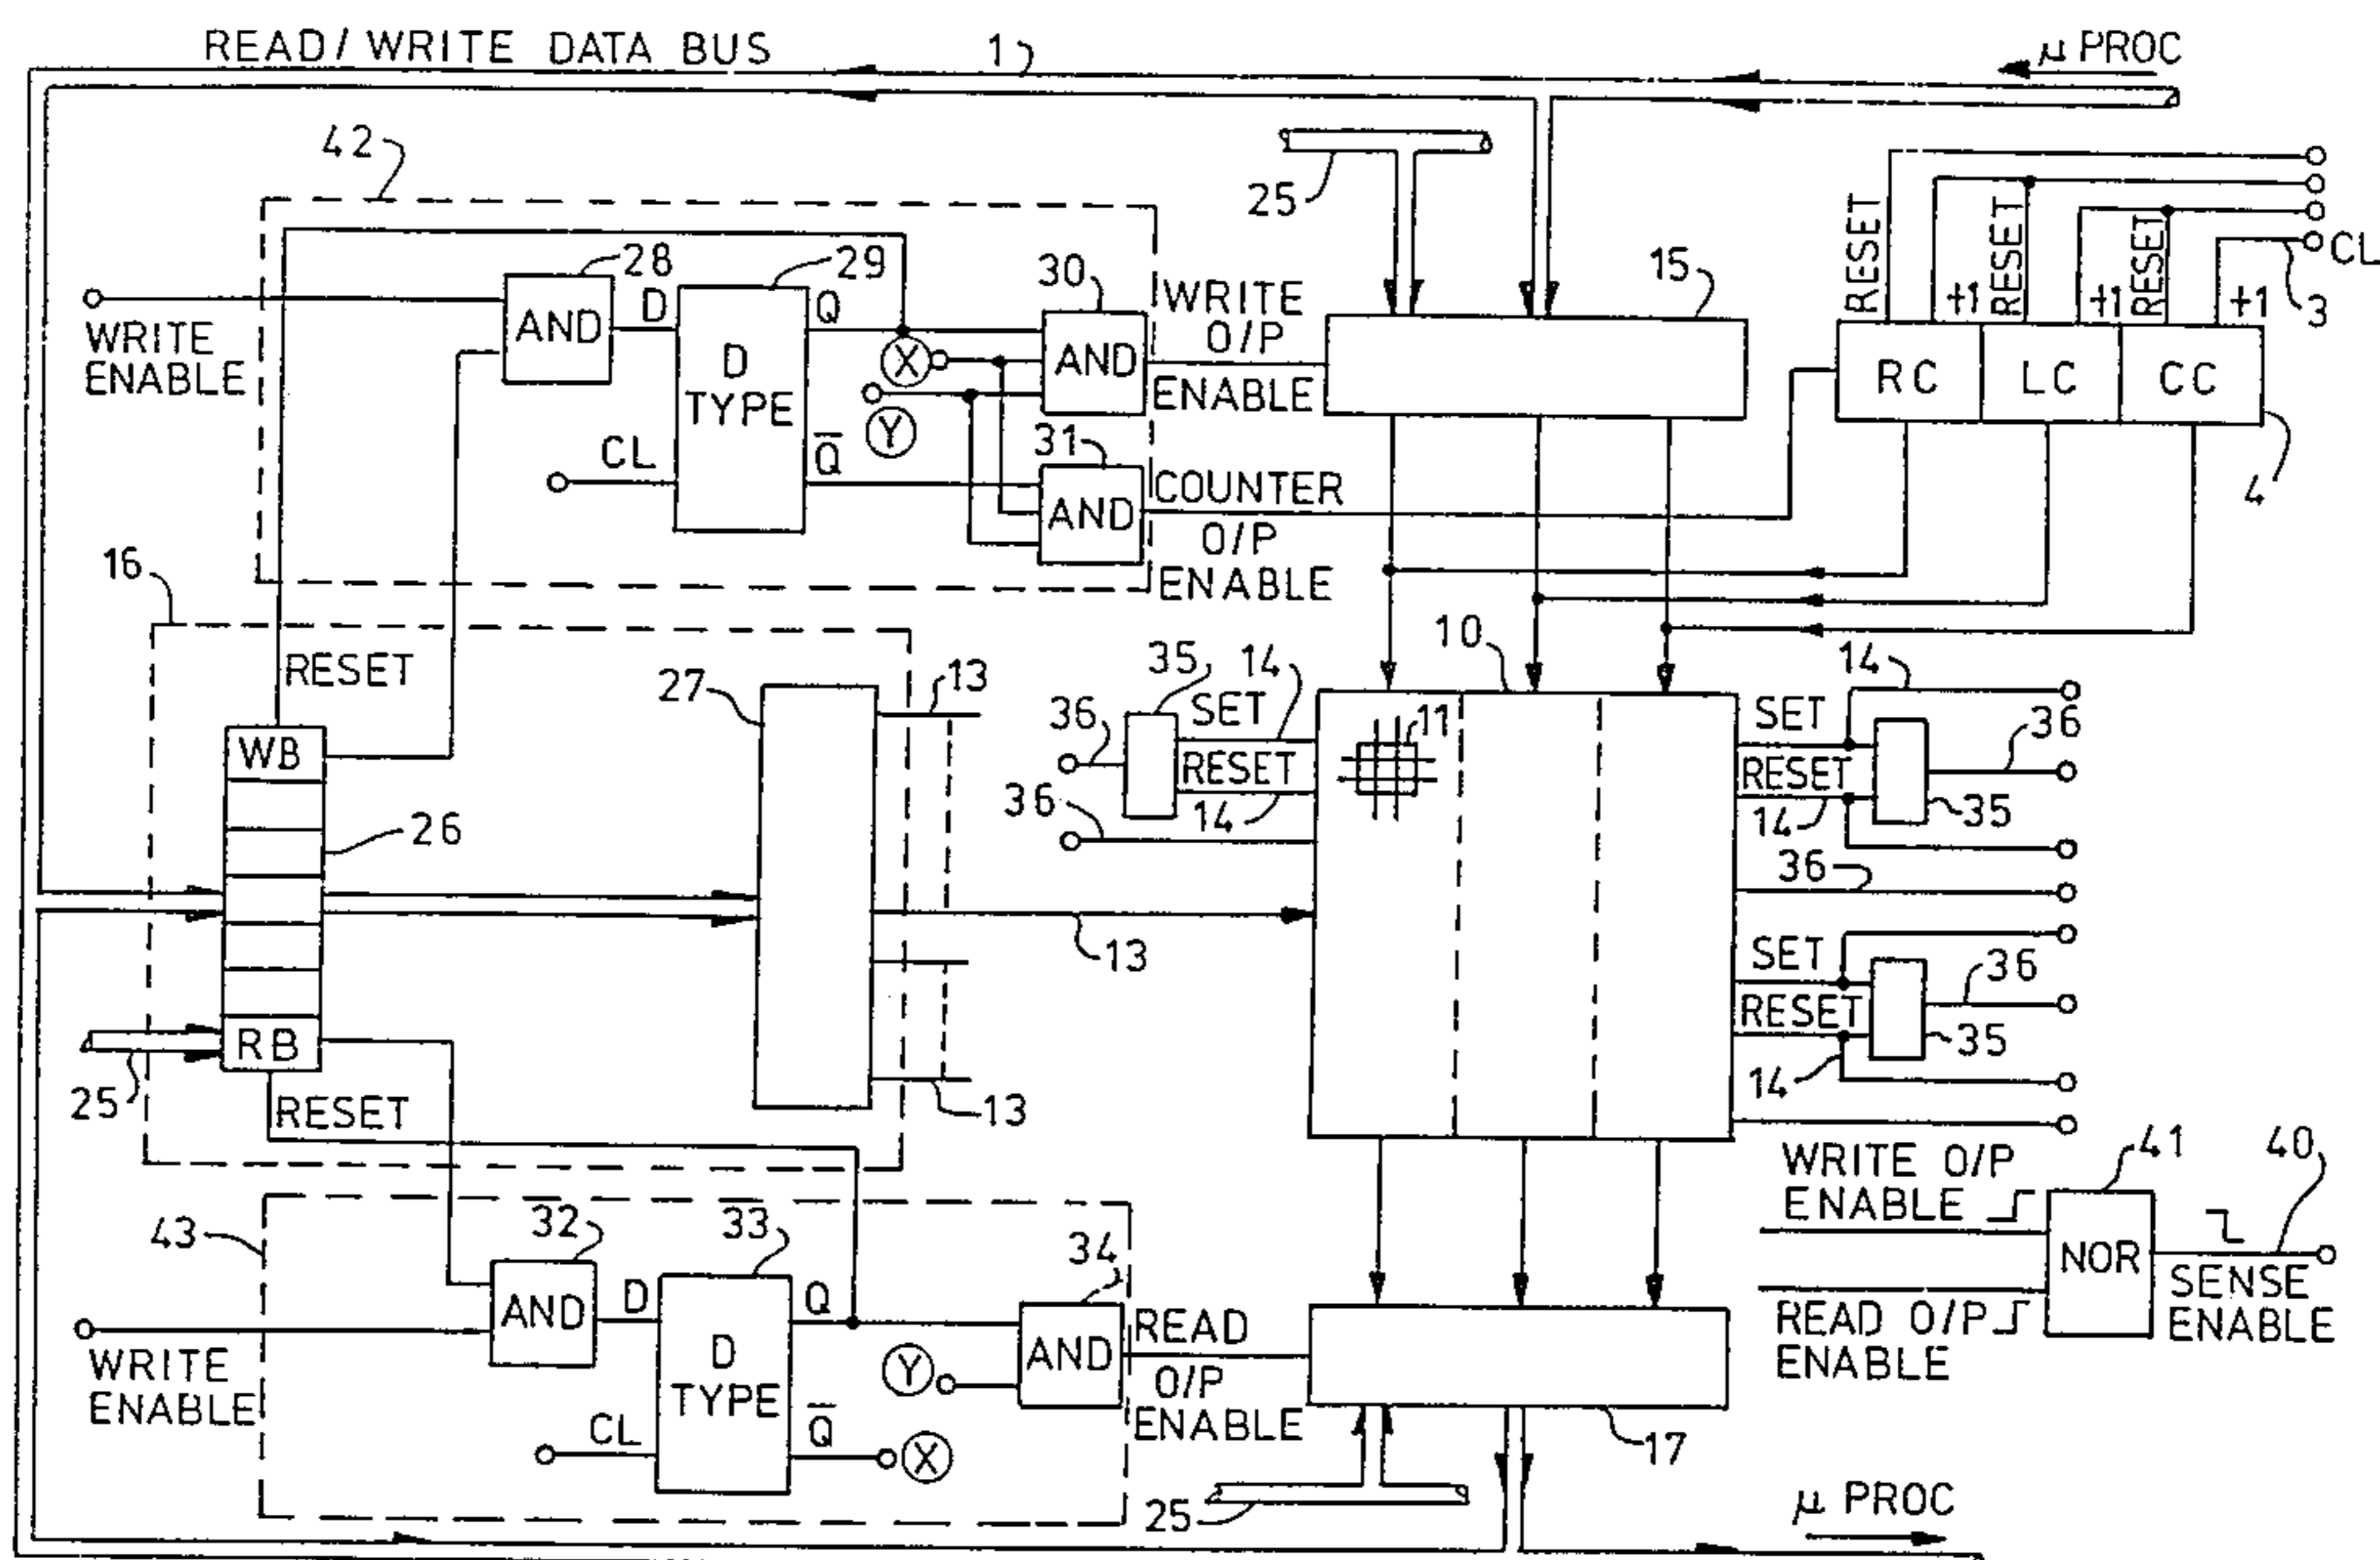 READ/WRITE DATA BUS
1
μ PROC
42
25
28
29
30
15
RESET
+1
RESET
+1
RESET
+1
CL
3
WRITE
ENABLE
AND
D
D
TYPE
Q
X
Y
AND
WRITE
O/P
ENABLE
RC
LC
CC
4
CL
Q̅
31
AND
COUNTER
O/P
ENABLE
16
RESET
27
13
10
35
14
SET
36
RESET
14
36
11
14
SET
36
RESET
14
35
36
WB
26
13
SET
36
RESET
35
14
RB
25
RESET
13
WRITE O/P
ENABLE
41
40
NOR
SENSE
ENABLE
READ O/P
ENABLE
43
32
33
34
AND
D
D
TYPE
Q
Y
AND
READ
O/P
ENABLE
WRITE
ENABLE
CL
Q̅
X
17
25
μ PROC